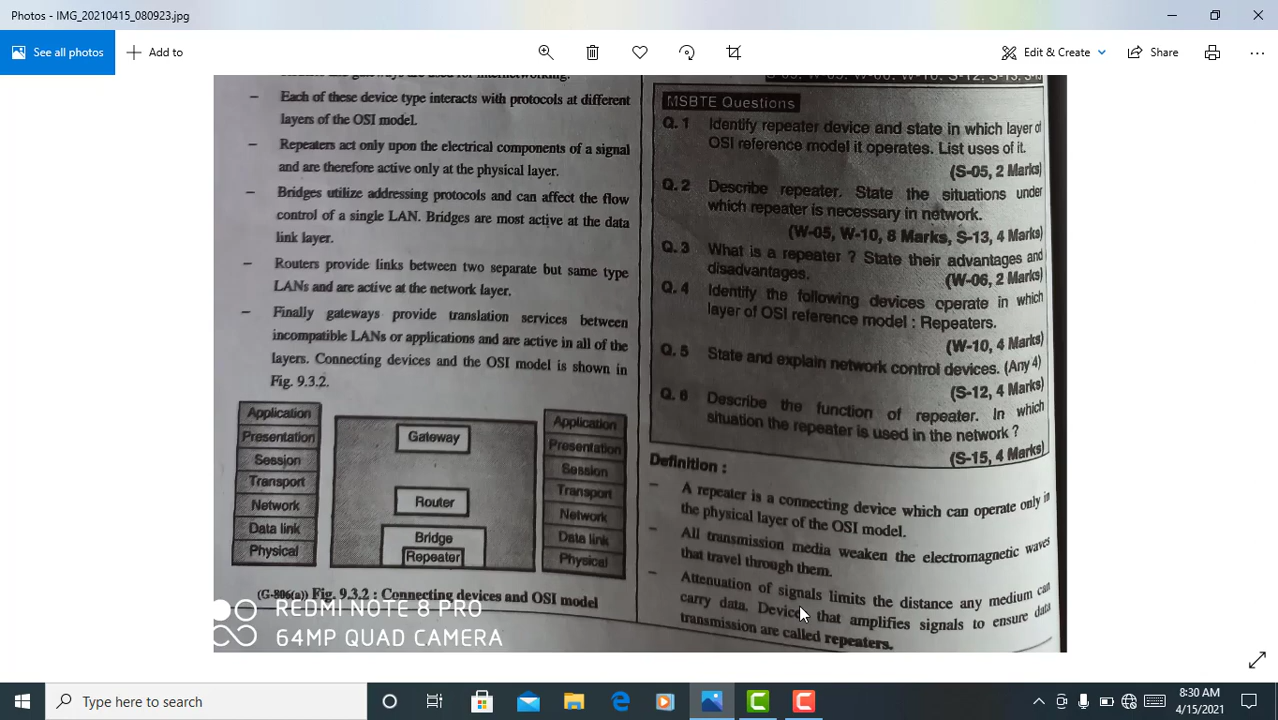 Photos - IMG_20210415_080923.jpg
See all photos
Add to
Edit & Create
Share
gateways are used for internetworking.
– Each of these device type interacts with protocols at different
layers of the OSI model.
– Repeaters act only upon the electrical components of a signal
and are therefore active only at the physical layer.
– Bridges utilize addressing protocols and can affect the flow
control of a single LAN. Bridges are most active at the data
link layer.
– Routers provide links between two separate but same type
LANs and are active at the network layer.
– Finally gateways provide translation services between
incompatible LANs or applications and are active in all of the
layers. Connecting devices and the OSI model is shown in
Fig. 9.3.2.
Application
Presentation
Session
Transport
Network
Data link
Physical
Gateway
Router
Bridge
Repeater
Application
Presentation
Session
Transport
Network
Data link
Physical
(G-806(a)) Fig. 9.3.2 : Connecting devices and OSI model
REDMI NOTE 8 PRO
64MP QUAD CAMERA
MSBTE Questions
Q. 1 Identify repeater device and state in which layer of
OSI reference model it operates. List uses of it.
(S-05, 2 Marks)
Q. 2 Describe repeater. State the situations under
which repeater is necessary in network.
(W-05, W-10, 8 Marks, S-13, 4 Marks)
Q. 3 What is a repeater ? State their advantages and
disadvantages.
(W-06, 2 Marks)
Q. 4 Identify the following devices operate in which
layer of OSI reference model : Repeaters.
(W-10, 4 Marks)
Q. 5 State and explain network control devices. (Any 4)
(S-12, 4 Marks)
Q. 6 Describe the function of repeater. In which
situation the repeater is used in the network ?
(S-15, 4 Marks)
Definition :
– A repeater is a connecting device which can operate only in
the physical layer of the OSI model.
– All transmission media weaken the electromagnetic waves
that travel through them.
– Attenuation of signals limits the distance any medium can
carry data. Device that amplifies signals to ensure data
transmission are called repeaters.
Type here to search
8:30 AM
4/15/2021